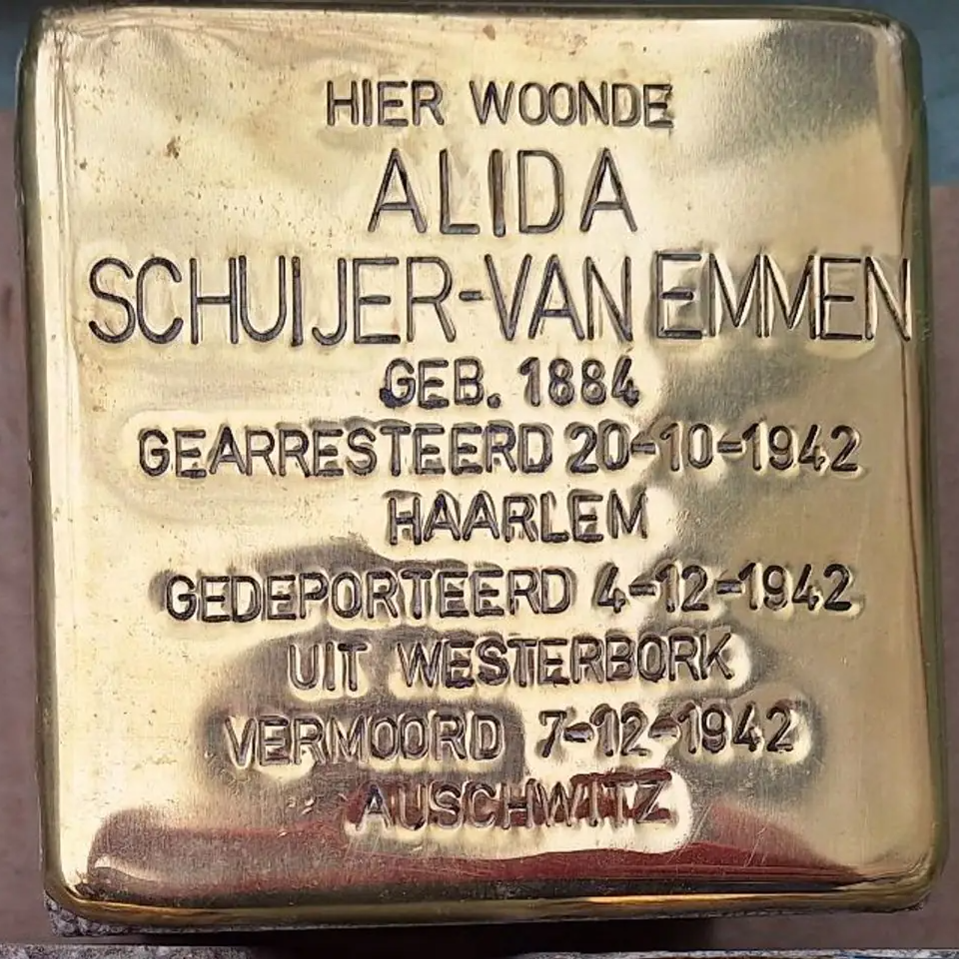 HIER WOONDE
ALIDA
SCHUIJER-VAN EMMEN
GEB. 1884
GEARRESTEERD 20-10-1942
HAARLEM
GEDEPORTEERD 4-12-1942
UIT WESTERBORK
VERMOORD 7-12-1942
AUSCHWITZ